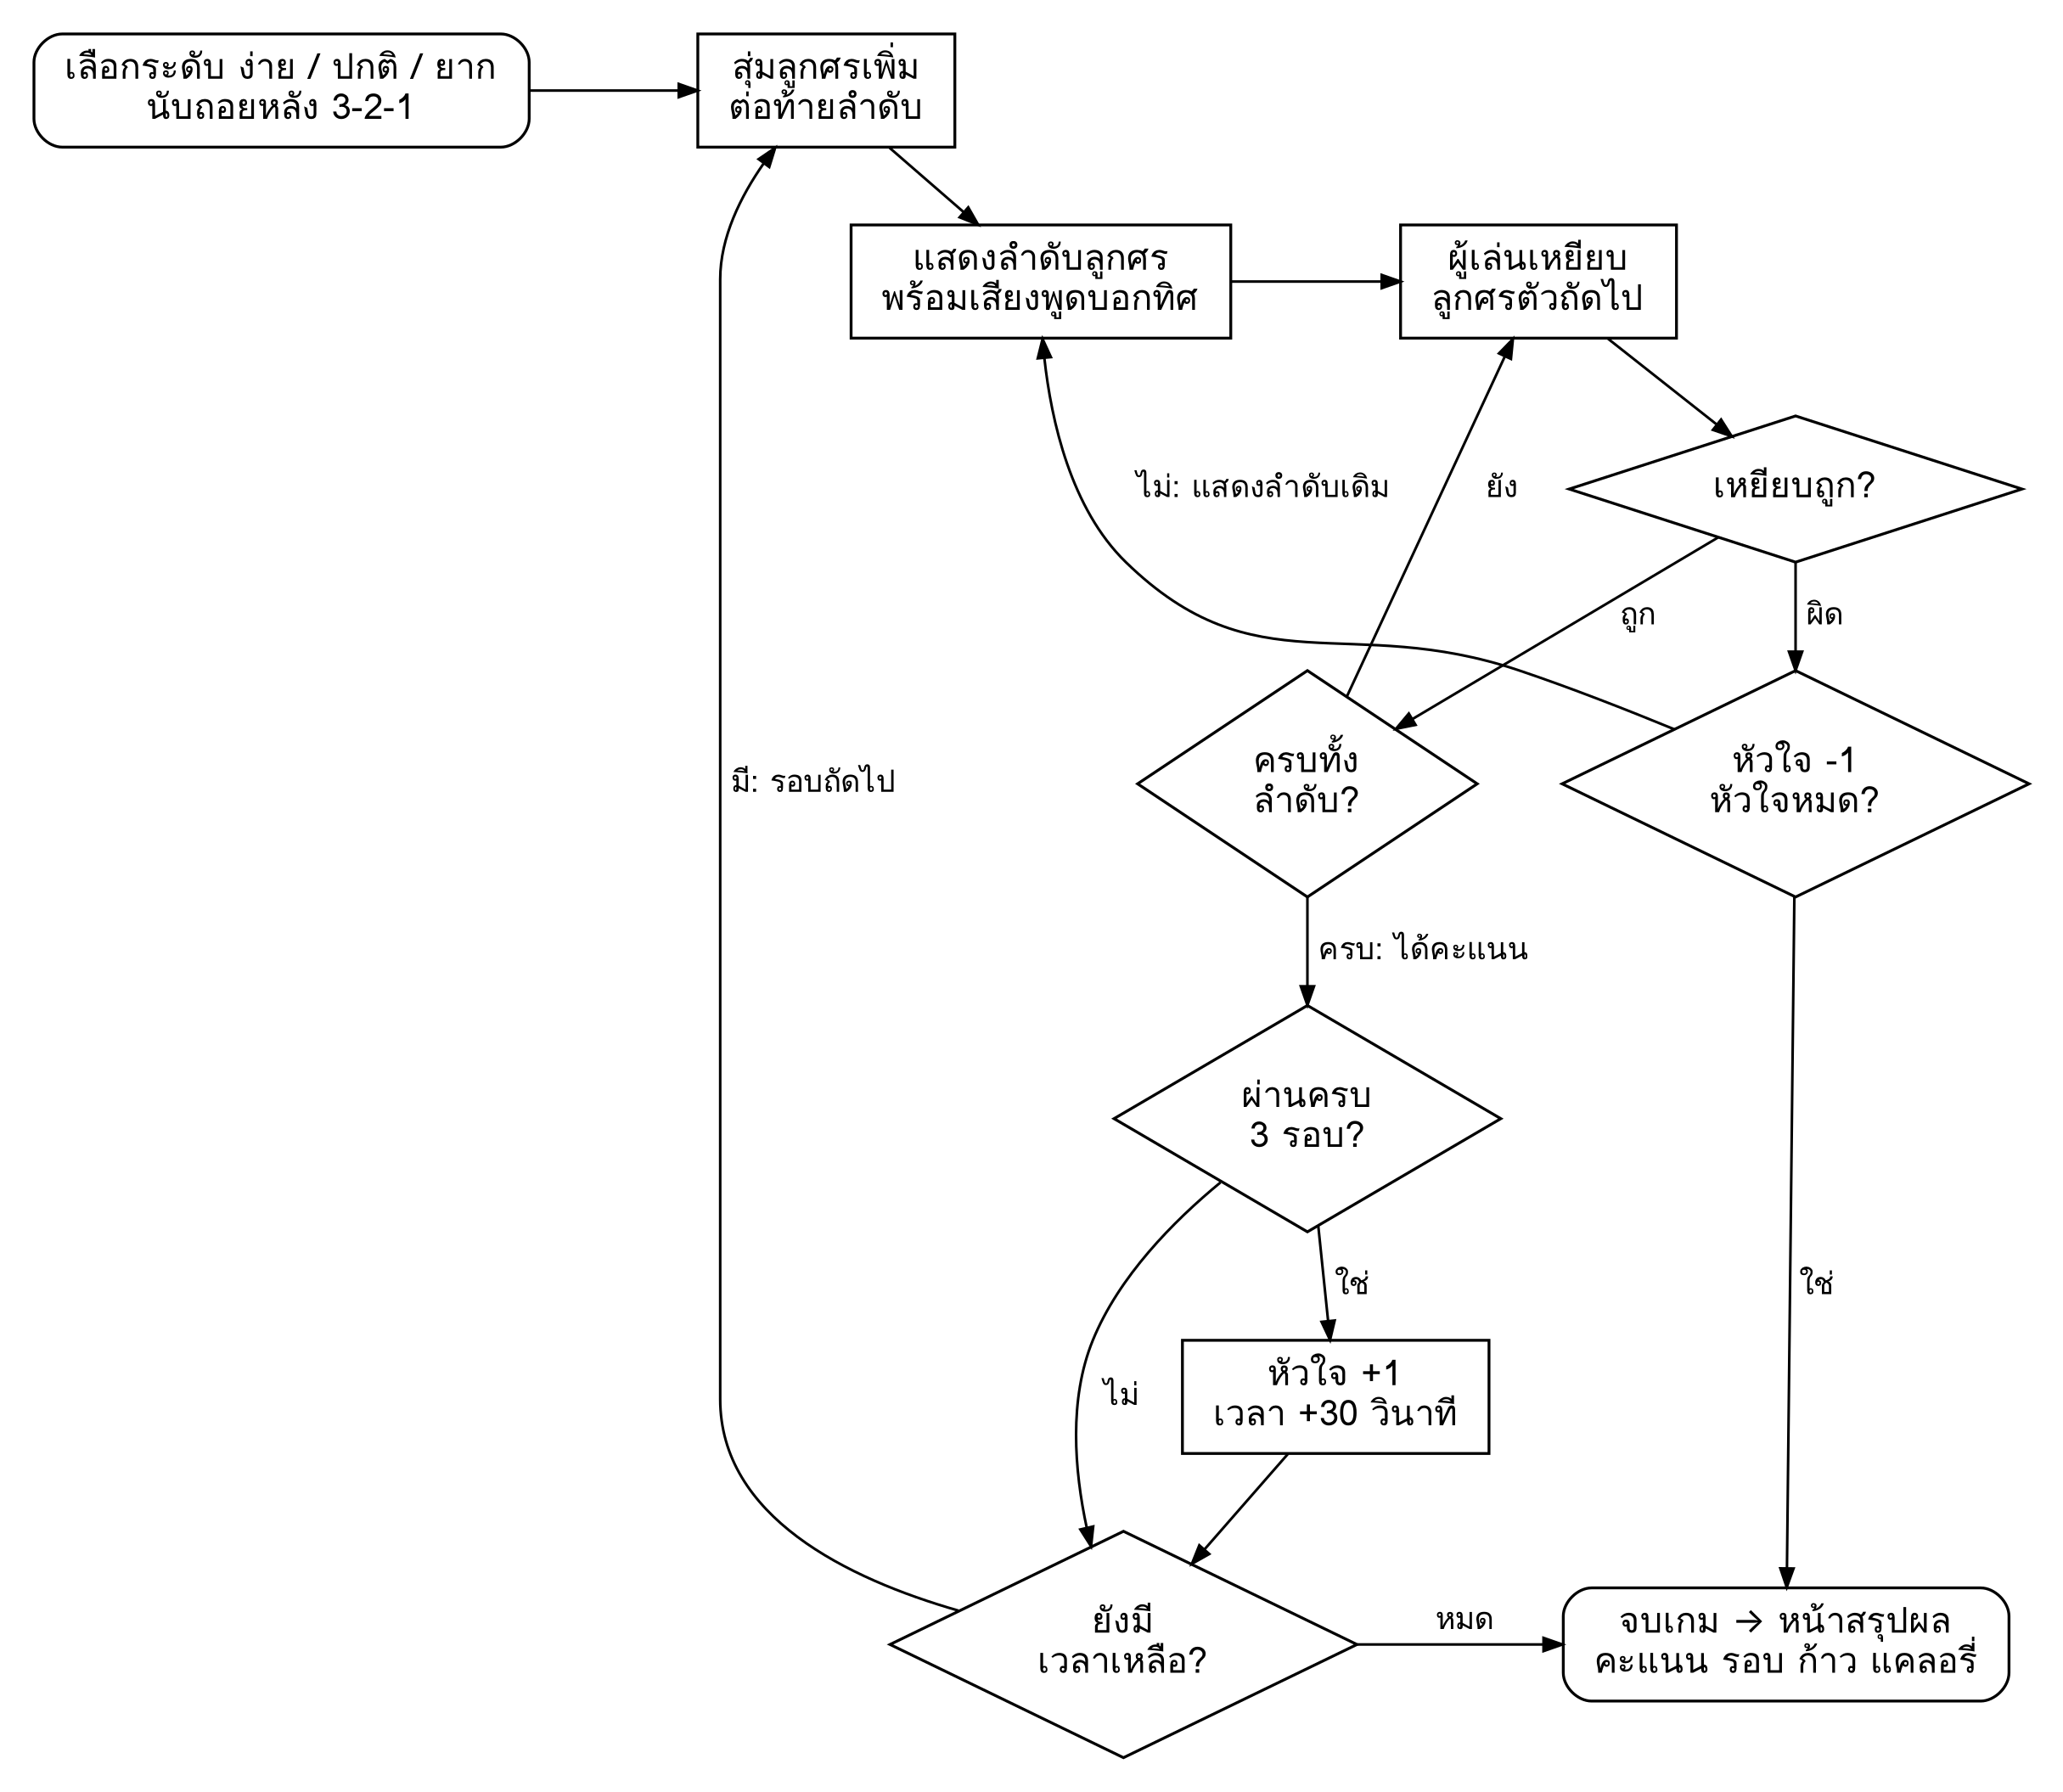 เลือกระดับ ง่าย / ปกติ / ยาก
นับถอยหลัง 3-2-1
สุ่มลูกศรเพิ่ม
ต่อท้ายลำดับ
แสดงลำดับลูกศร
พร้อมเสียงพูดบอกทิศ
ผู้เล่นเหยียบ
ลูกศรตัวถัดไป
ไม่: แสดงลำดับเดิม
ยัง
เหยียบถูก?
ถูก
ผิด
มี: รอบถัดไป
ครบทั้ง
ลำดับ?
หัวใจ -1
หัวใจหมด?
ครบ: ได้คะแนน
ผ่านครบ
3 รอบ?
ใช่
ใช่
ไม่
หัวใจ +1
เวลา +30 วินาที
ยังมี
เวลาเหลือ?
หมด
จบเกม → หน้าสรุปผล
คะแนน รอบ ก้าว แคลอรี่